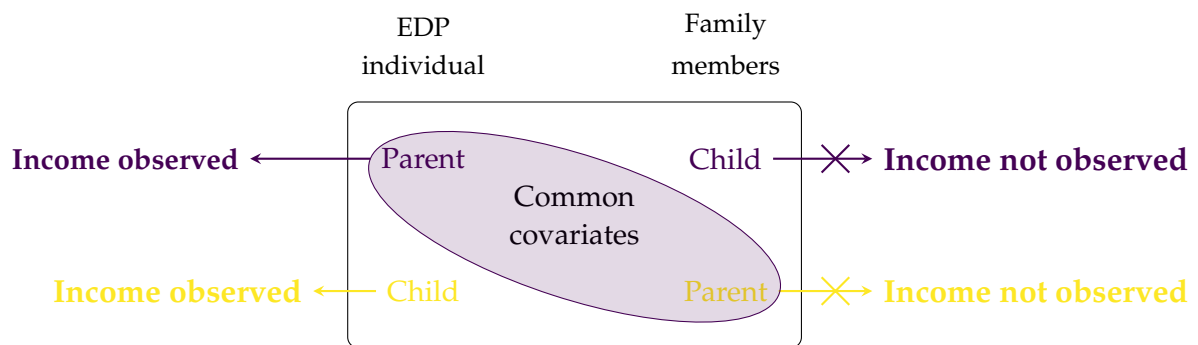 EDP
individual
Family
members
Income observed
Parent
Child
Income not observed
Common
covariates
Income observed
Child
Parent
Income not observed